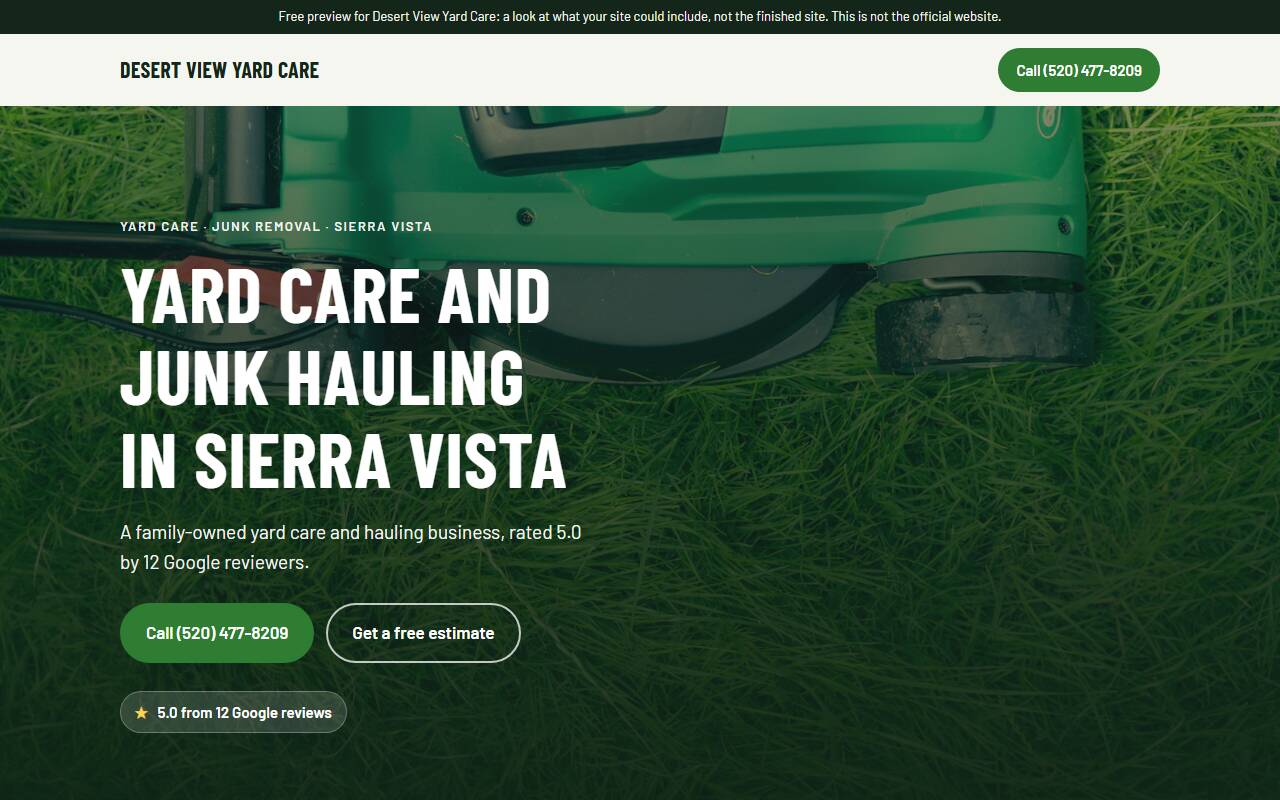 Free preview for Desert View Yard Care: a look at what your site could include, not the finished site. This is not the official website.
DESERT VIEW YARD CARE
Call (520) 477-8209
YARD CARE · JUNK REMOVAL · SIERRA VISTA
YARD CARE AND
JUNK HAULING
IN SIERRA VISTA
A family-owned yard care and hauling business, rated 5.0
by 12 Google reviewers.
Call (520) 477-8209
Get a free estimate
★ 5.0 from 12 Google reviews